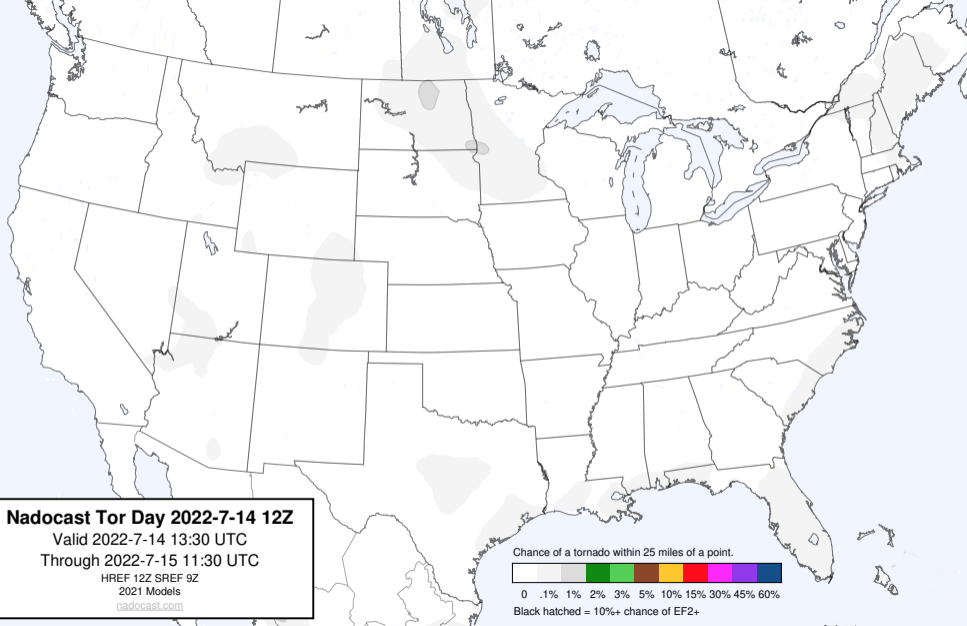 Nadocast Tor Day 2022-7-14 12Z
Valid 2022-7-14 13:30 UTC
Through 2022-7-15 11:30 UTC
HREF 12Z SREF 9Z
2021 Models
nadocast.com
Chance of a tornado within 25 miles of a point.
0 .1% 1% 2% 3% 5% 10% 15% 30% 45% 60%
Black hatched = 10%+ chance of EF2+